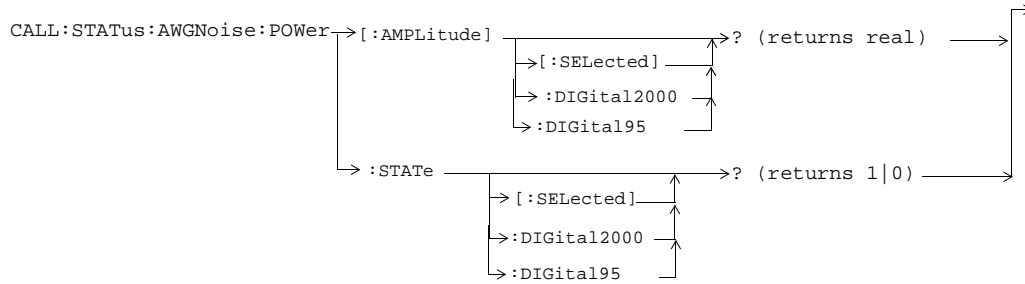 CALL:STATus:AWGNoise:POWer [:AMPLitude] ? (returns real)
[:SELected]
:DIGital2000
:DIGital95
:STATe ? (returns 1|0)
[:SELected]
:DIGital2000
:DIGital95